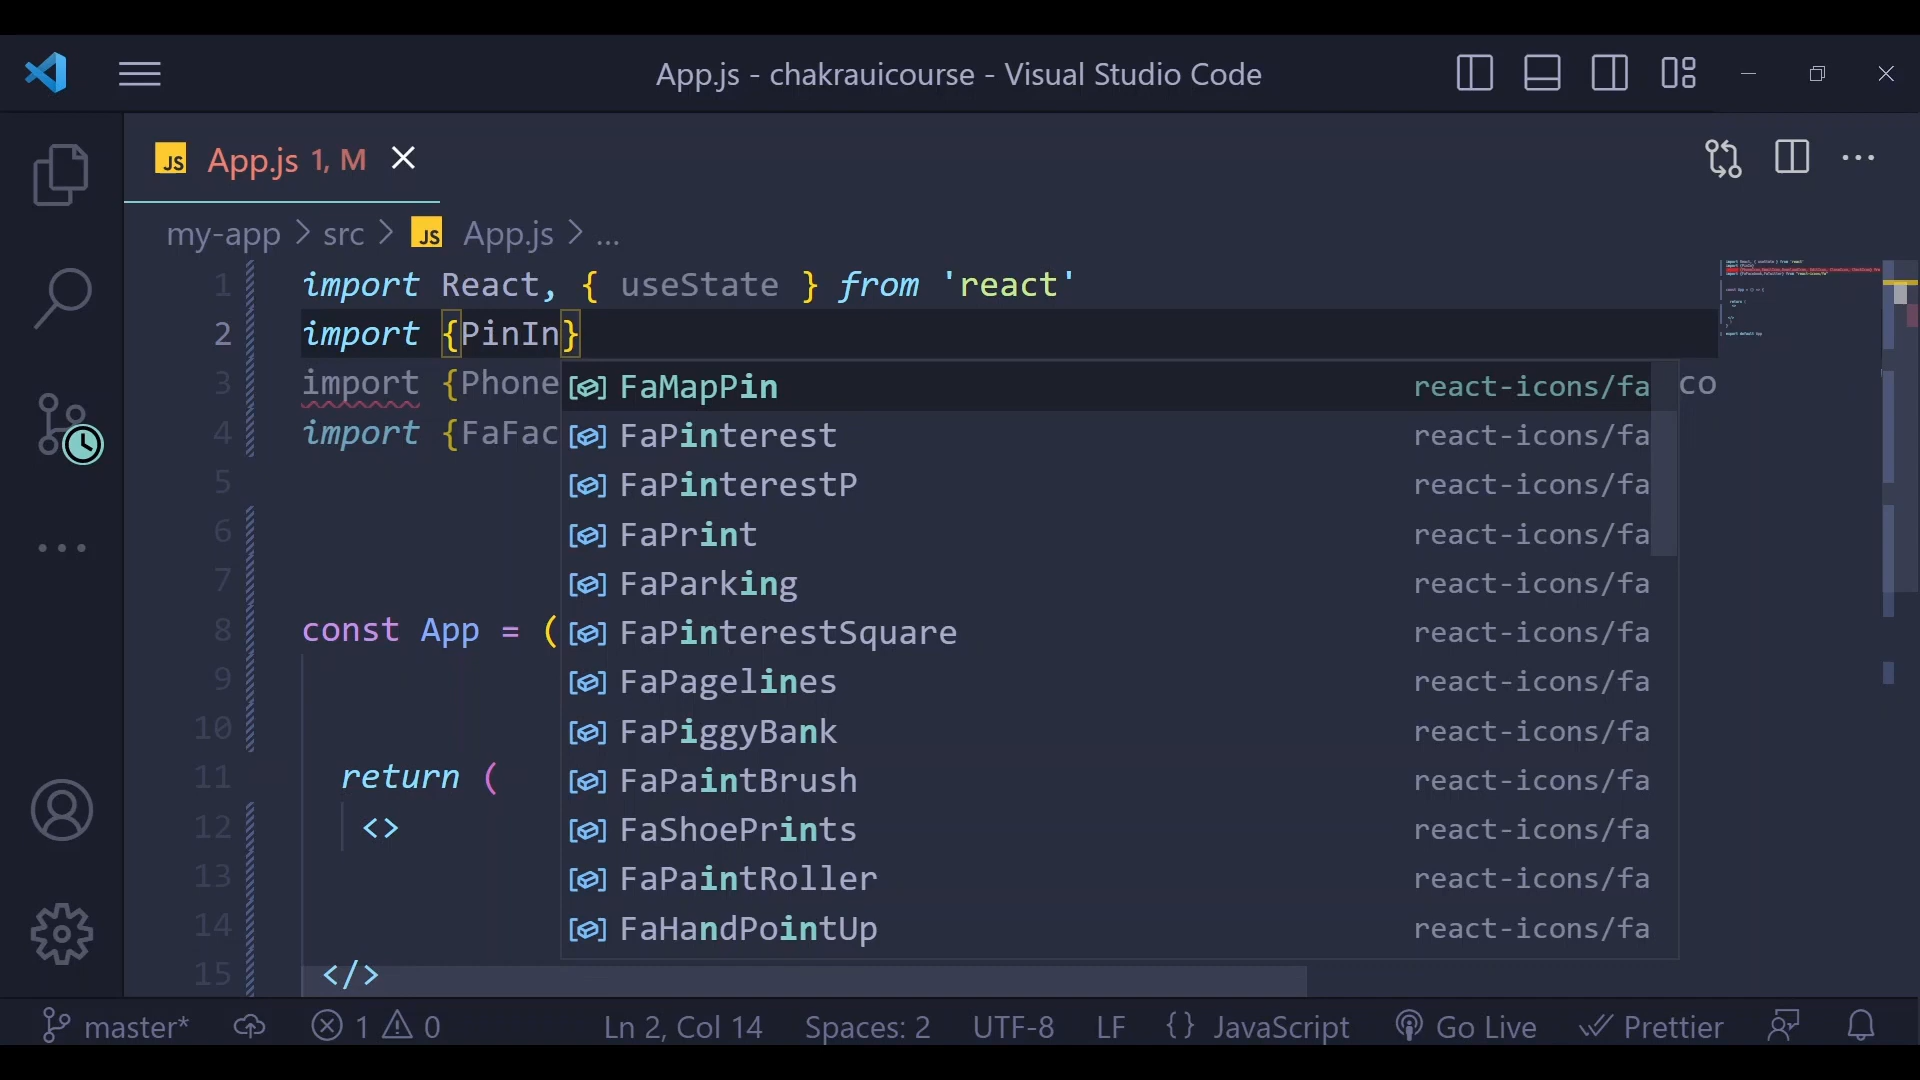 App.js - chakrauicourse - Visual Studio Code
JS App.js 1, M
my-app > src > JS App.js > ...
1 import React, { useState } from 'react'
2 import {PinIn}
3 import {Phone
co
4 import {FaFac
5
6
7
8 const App = (
9
10
11 return (
12 <>
13
14
15 </>
FaMapPin react-icons/fa
FaPinterest react-icons/fa
FaPinterestP react-icons/fa
FaPrint react-icons/fa
FaParking react-icons/fa
FaPinterestSquare react-icons/fa
FaPagelines react-icons/fa
FaPiggyBank react-icons/fa
FaPaintBrush react-icons/fa
FaShoePrints react-icons/fa
FaPaintRoller react-icons/fa
FaHandPointUp react-icons/fa
master* 1 0 Ln 2, Col 14 Spaces: 2 UTF-8 LF {} JavaScript Go Live Prettier